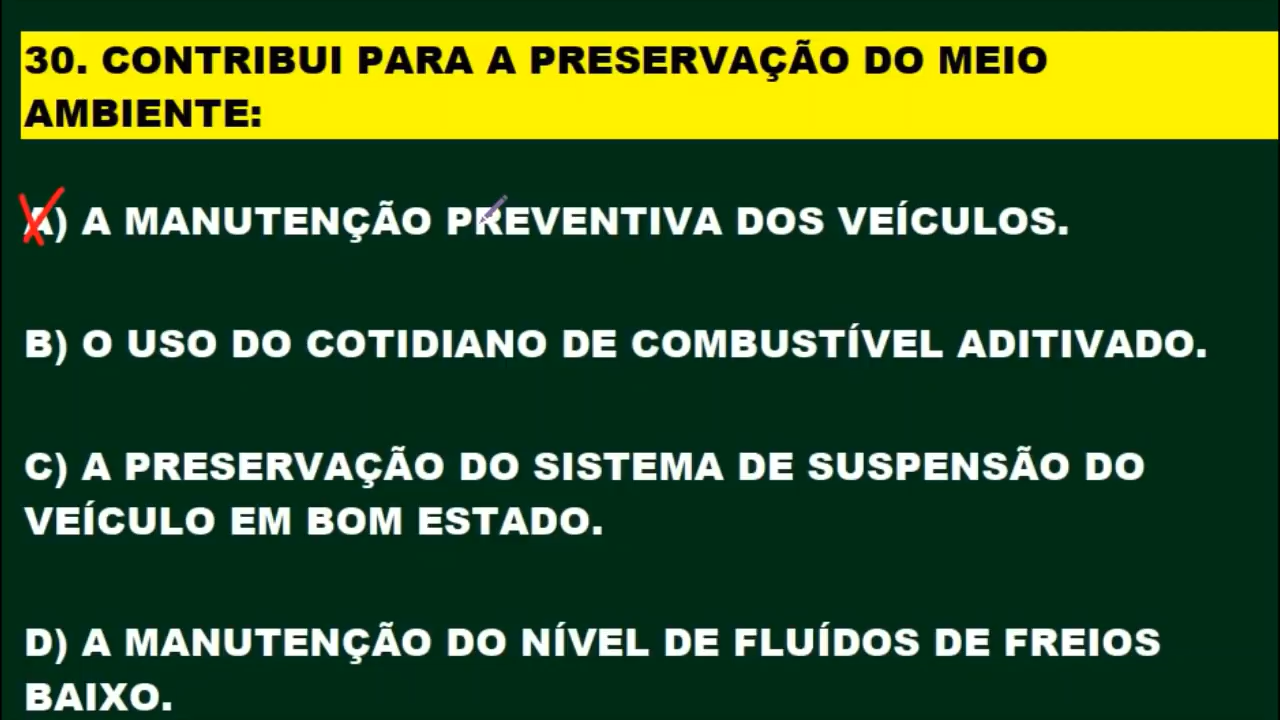 30. CONTRIBUI PARA A PRESERVAÇÃO DO MEIO
AMBIENTE:
A) A MANUTENÇÃO PREVENTIVA DOS VEÍCULOS.
B) O USO DO COTIDIANO DE COMBUSTÍVEL ADITIVADO.
C) A PRESERVAÇÃO DO SISTEMA DE SUSPENSÃO DO
VEÍCULO EM BOM ESTADO.
D) A MANUTENÇÃO DO NÍVEL DE FLUÍDOS DE FREIOS
BAIXO.